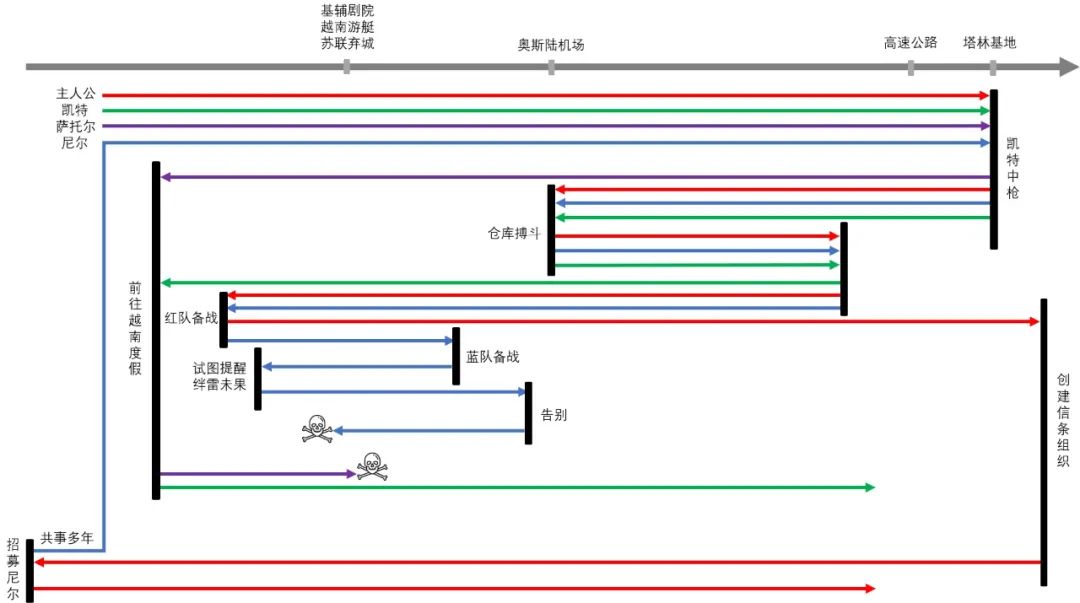 基辅剧院
越南游艇
苏联弃城
奥斯陆机场
高速公路
塔林基地
主人公
凯特
萨托尔
尼尔
凯特中枪
仓库搏斗
前往越南度假
红队备战
蓝队备战
试图提醒
绊雷未果
告别
创建信条组织
共事多年
招募尼尔